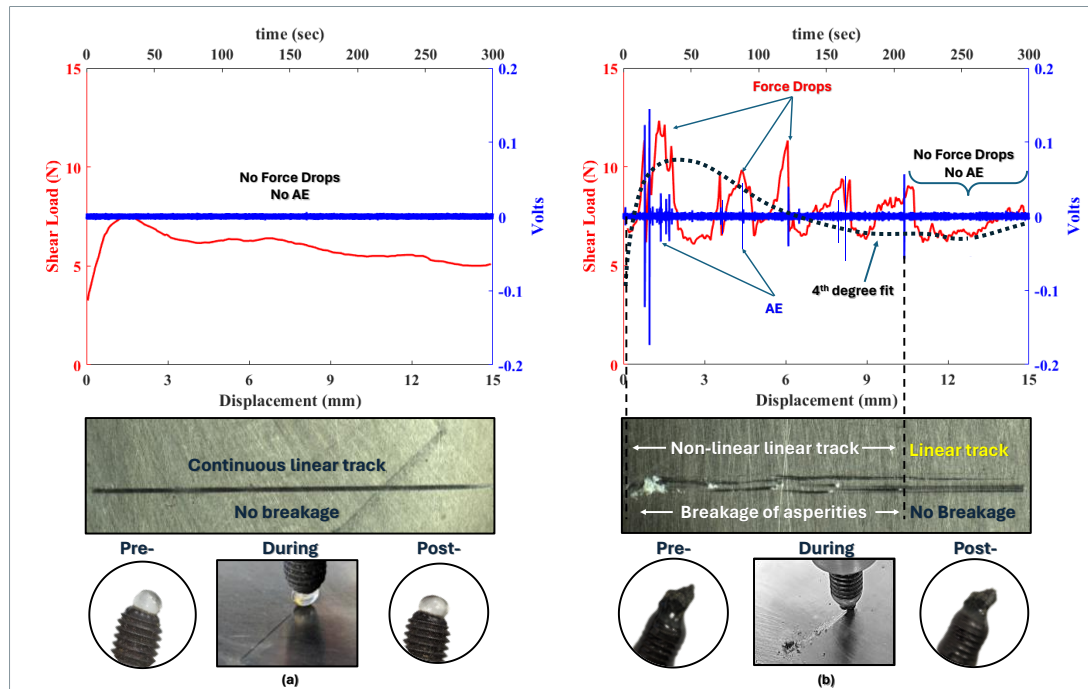 time (sec)
0 50 100 150 200 250 300
15 10 5 0
Shear Load (N)
0.2 0.1 0 -0.1 -0.2
Volts
No Force Drops
No AE
0 3 6 9 12 15
Displacement (mm)
Continuous linear track
No breakage
Pre- During Post-
(a)
time (sec)
0 50 100 150 200 250 300
15 10 5 0
Shear Load (N)
0.2 0.1 0 -0.1 -0.2
Volts
Force Drops
No Force Drops
No AE
4th degree fit
AE
0 3 6 9 12 15
Displacement (mm)
Non-linear linear track
Linear track
Breakage of asperities
No Breakage
Pre- During Post-
(b)